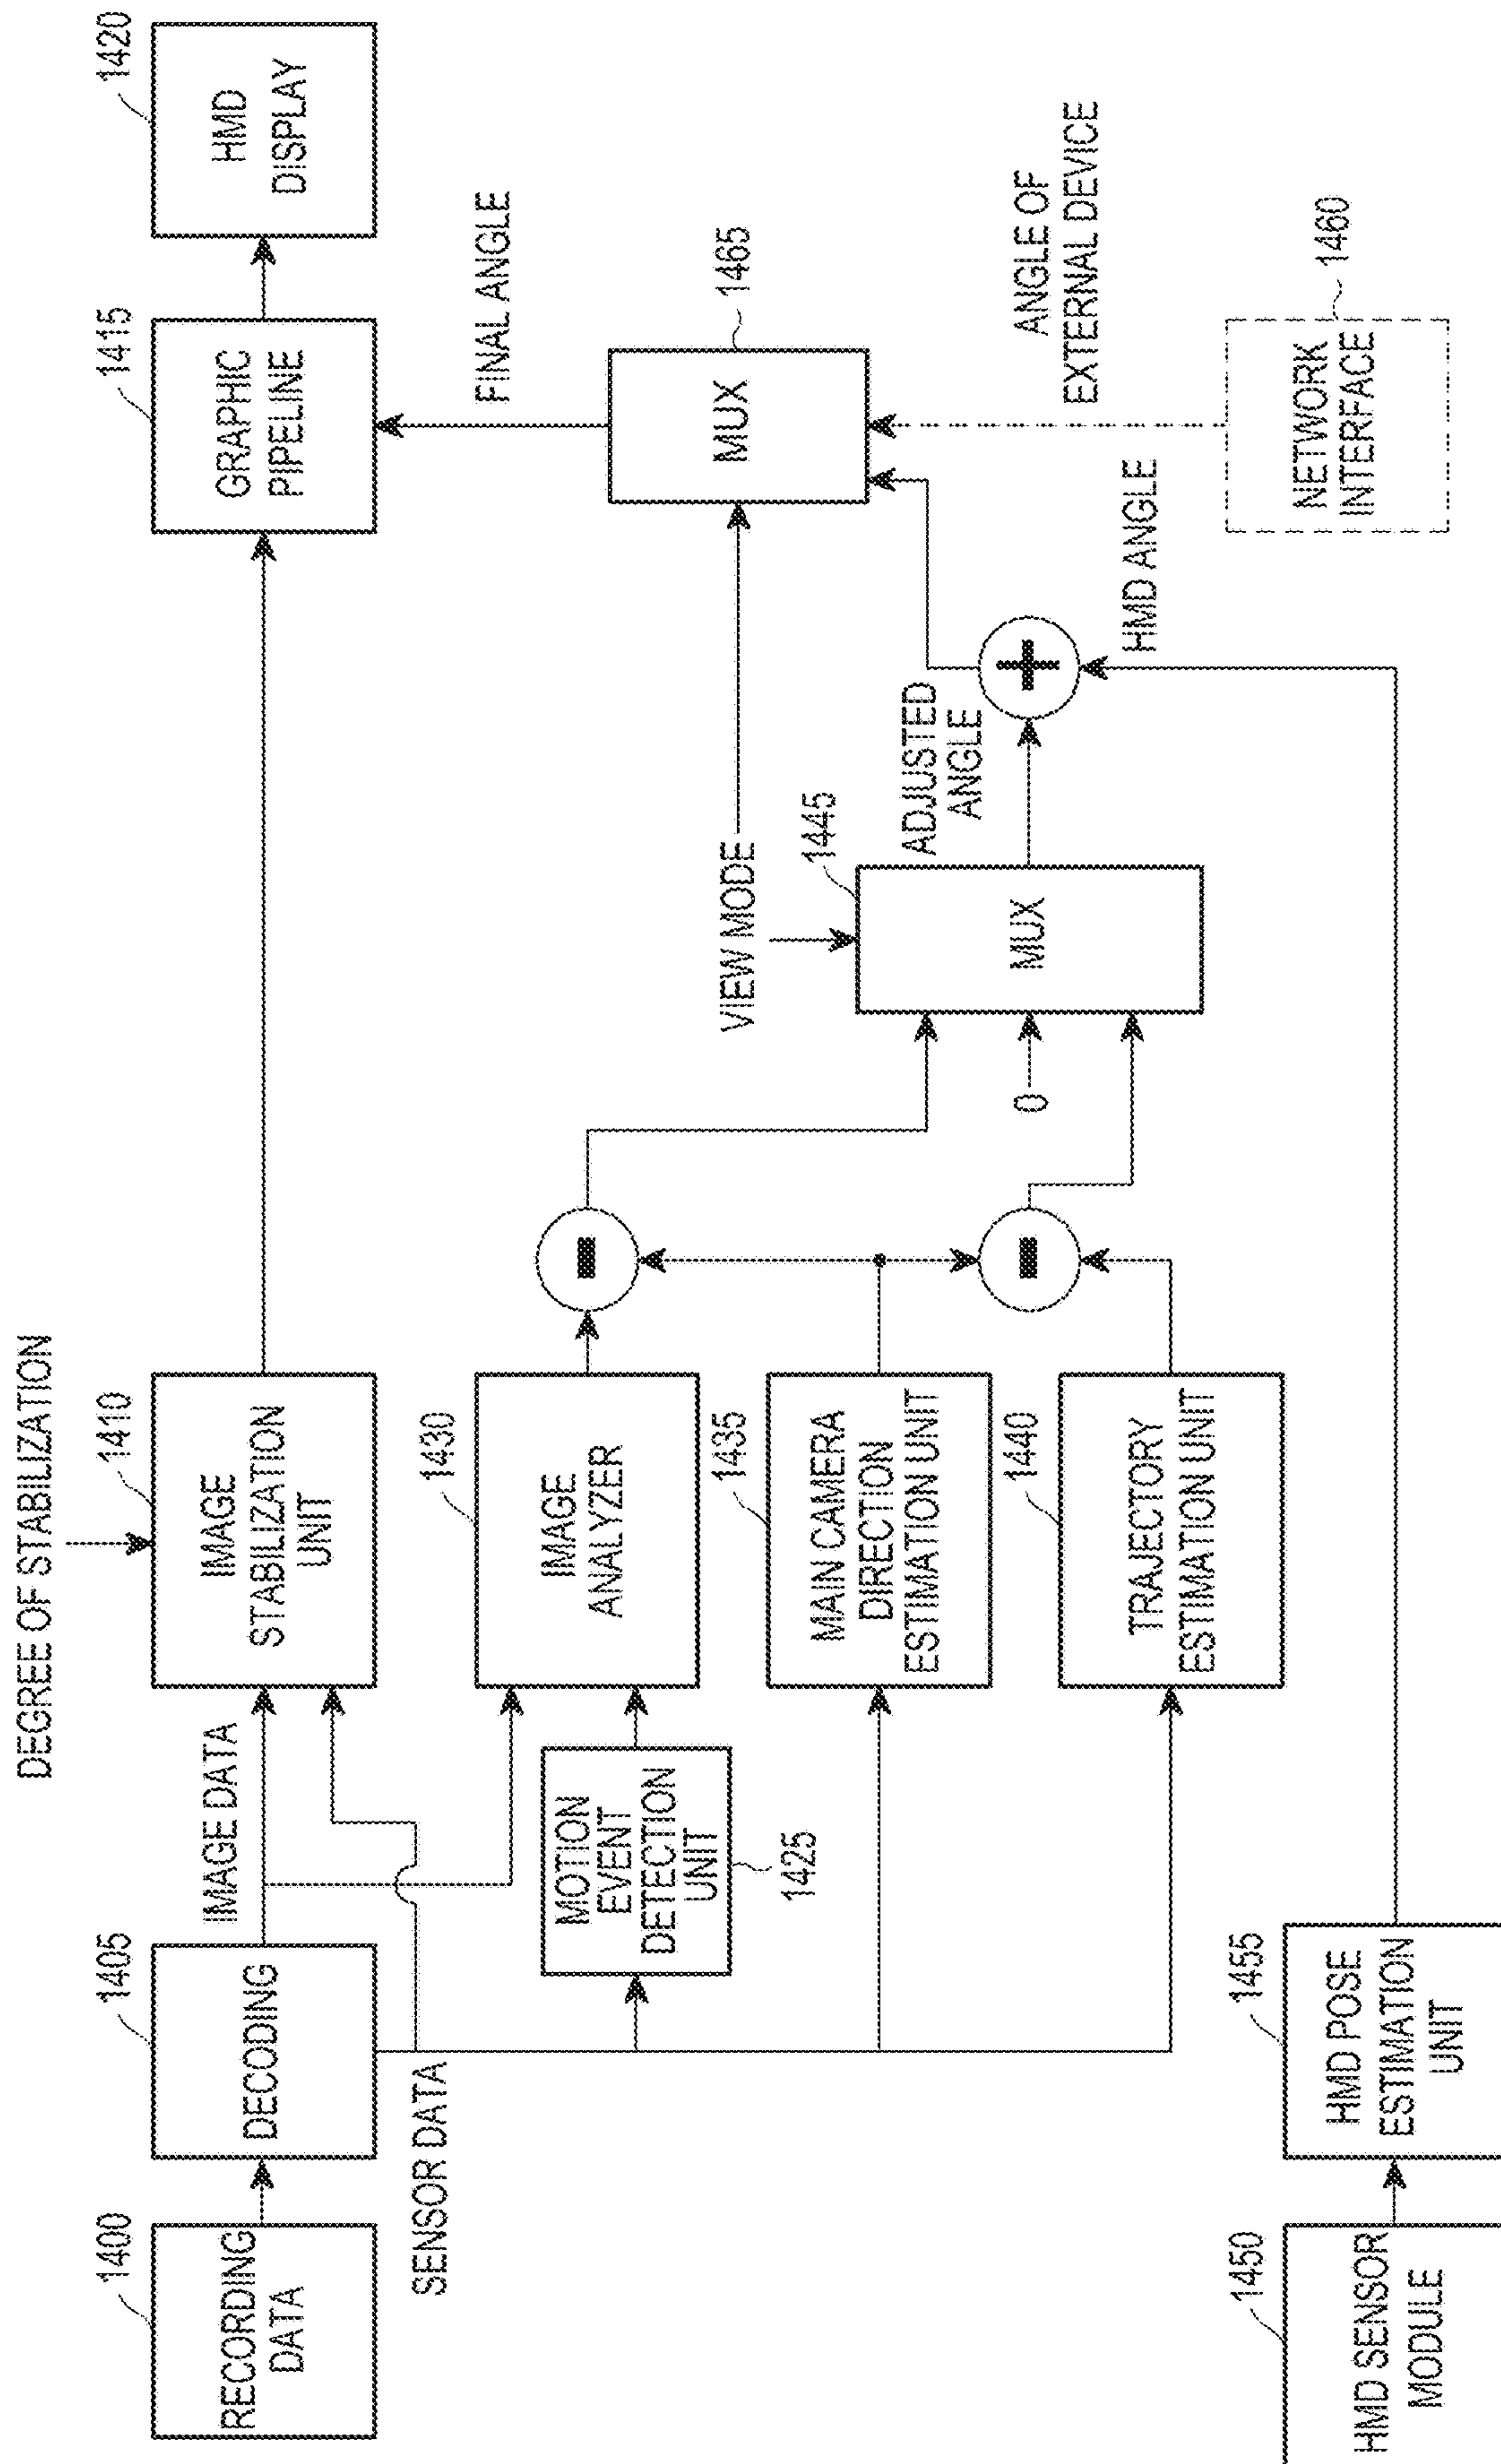 DEGREE OF STABILIZATION
1400
RECORDING
DATA
1405
DECODING
IMAGE DATA
SENSOR DATA
1410
IMAGE
STABILIZATION
UNIT
1415
GRAPHIC
PIPELINE
1420
HMD
DISPLAY
MOTION
EVENT
DETECTION
UNIT
1425
1430
IMAGE
ANALYZER
1435
MAIN CAMERA
DIRECTION
ESTIMATION UNIT
1440
TRAJECTORY
ESTIMATION UNIT
-
-
0
VIEW MODE
1445
MUX
ADJUSTED
ANGLE
+
HMD ANGLE
FINAL ANGLE
MUX
1465
ANGLE OF
EXTERNAL DEVICE
1460
NETWORK
INTERFACE
1450
HMD SENSOR
MODULE
1455
HMD POSE
ESTIMATION
UNIT